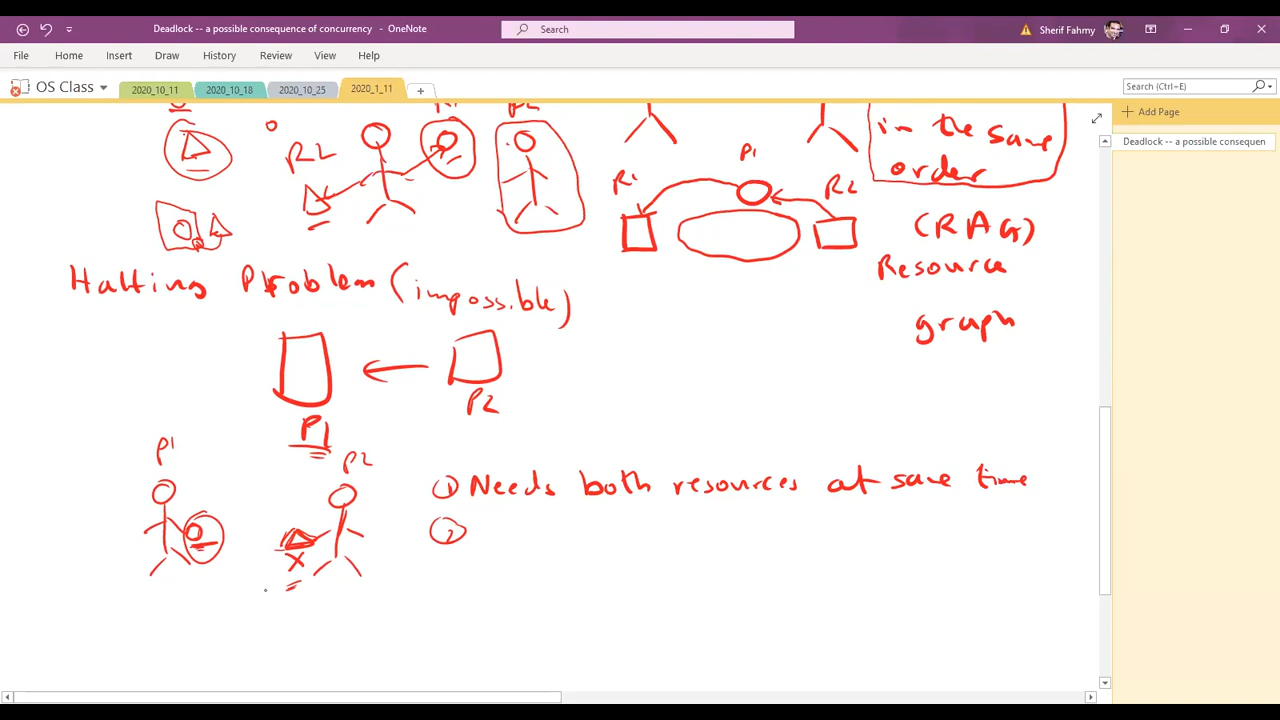 Deadlock -- a possible consequence of concurrency - OneNote
Search
Sherif Fahmy
File Home Insert Draw History Review View Help
OS Class
2020_10_11
2020_10_18
2020_10_25
2020_1_11
Search (Ctrl+E)
Add Page
Deadlock -- a possible consequen
R2
P2
in the same
order
P1
R1
R2
(RAG)
Resource
graph
Halting Problem (impossible)
P1
P2
P1
P2
① Needs both resources at same time
②
X